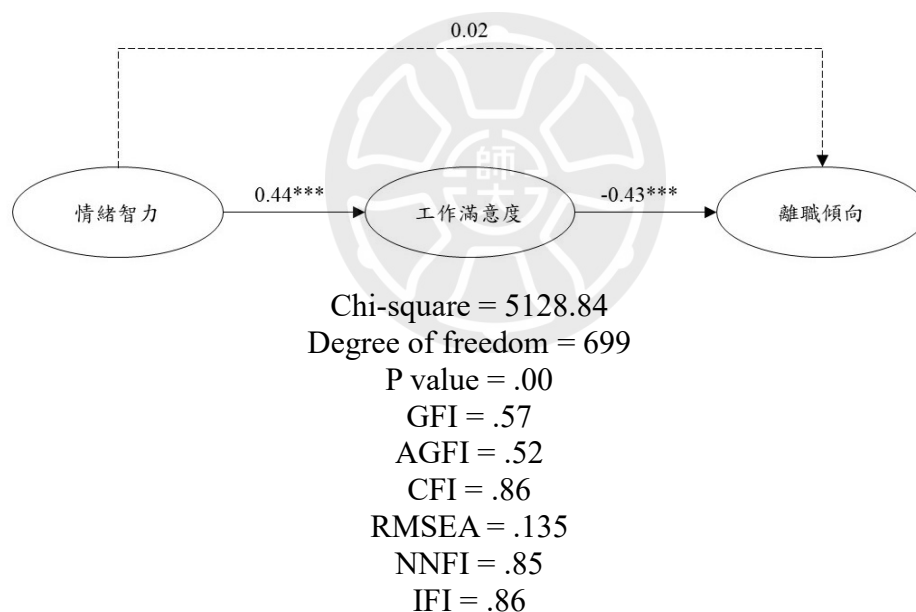 0.02
情緒智力
0.44***
工作滿意度
-0.43***
離職傾向
師大
Chi-square = 5128.84
Degree of freedom = 699
P value = .00
GFI = .57
AGFI = .52
CFI = .86
RMSEA = .135
NNFI = .85
IFI = .86